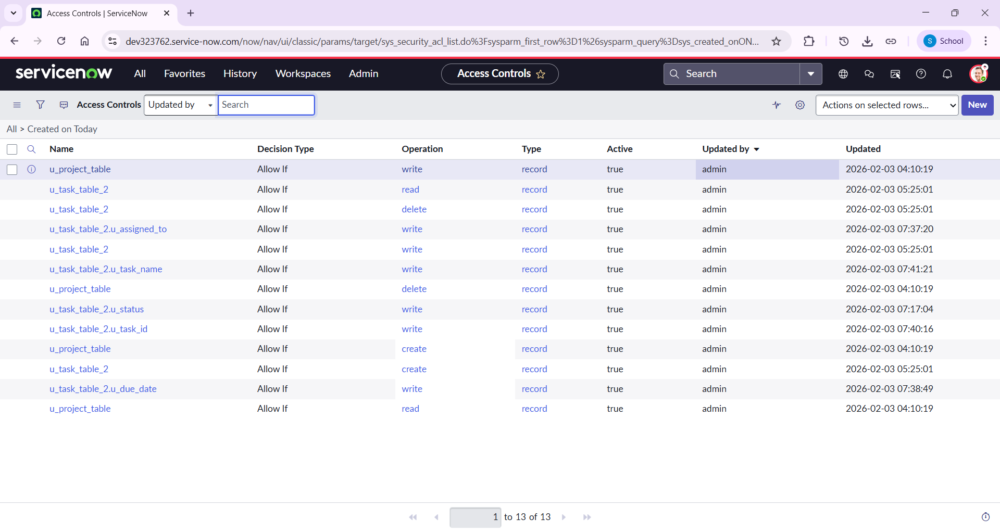 Access Controls | ServiceNow
dev323762.service-now.com/now/nav/ui/classic/params/target/sys_security_acl_list.do%3Fsysparm_first_row%3D1%26sysparm_query%3Dsys_created_onON...
S School
servicenow All Favorites History Workspaces Admin Access Controls Search
Access Controls Updated by Search Actions on selected rows... New
All > Created on Today
Name Decision Type Operation Type Active Updated by Updated
u_project_table Allow If write record true admin 2026-02-03 04:10:19
u_task_table_2 Allow If read record true admin 2026-02-03 05:25:01
u_task_table_2 Allow If delete record true admin 2026-02-03 05:25:01
u_task_table_2.u_assigned_to Allow If write record true admin 2026-02-03 07:37:20
u_task_table_2 Allow If write record true admin 2026-02-03 05:25:01
u_task_table_2.u_task_name Allow If write record true admin 2026-02-03 07:41:21
u_project_table Allow If delete record true admin 2026-02-03 04:10:19
u_task_table_2.u_status Allow If write record true admin 2026-02-03 07:17:04
u_task_table_2.u_task_id Allow If write record true admin 2026-02-03 07:40:16
u_project_table Allow If create record true admin 2026-02-03 04:10:19
u_task_table_2 Allow If create record true admin 2026-02-03 05:25:01
u_task_table_2.u_due_date Allow If write record true admin 2026-02-03 07:38:49
u_project_table Allow If read record true admin 2026-02-03 04:10:19
1 to 13 of 13